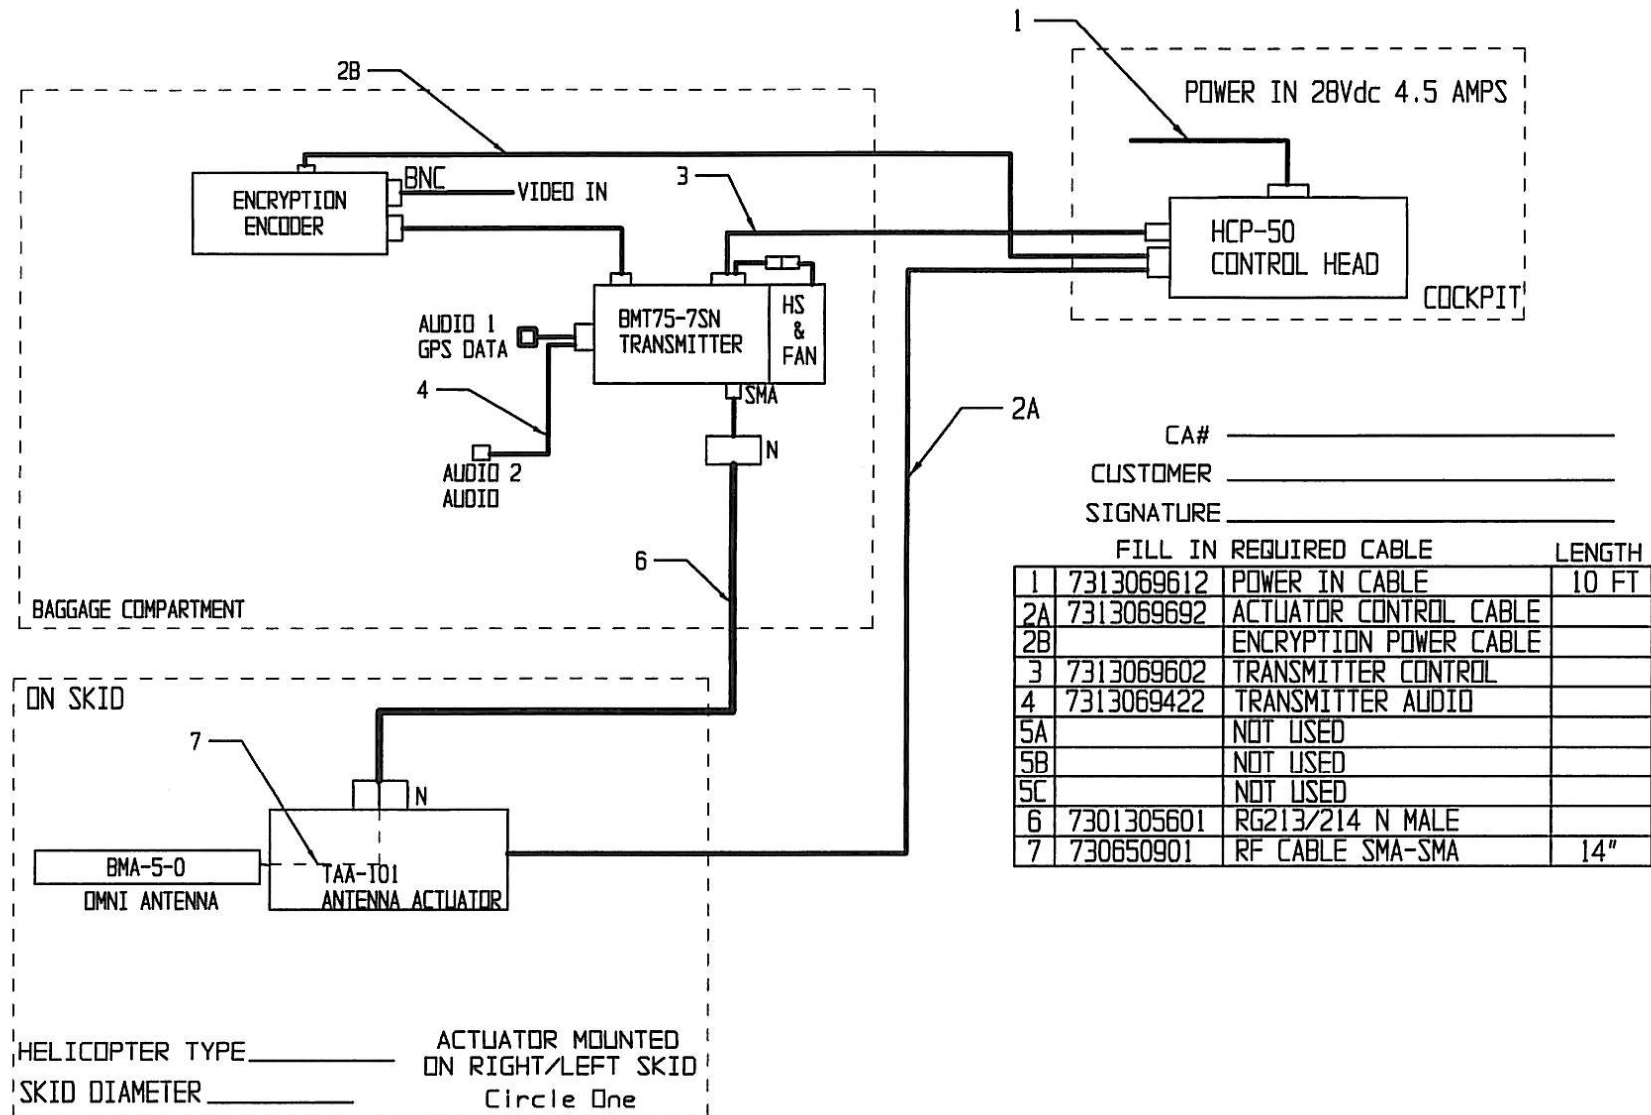 1
POWER IN 28Vdc 4.5 AMPS
HCP-50
CONTROL HEAD
COCKPIT
2B
ENCRYPTION
ENCODER
BNC
VIDEO IN
3
BMT75-7SN
TRANSMITTER
HS
&
FAN
AUDIO 1
GPS DATA
4
SMA
N
AUDIO 2
AUDIO
6
BAGGAGE COMPARTMENT
2A
CA#
CUSTOMER
SIGNATURE
FILL IN REQUIRED CABLE LENGTH
1 7313069612 POWER IN CABLE 10 FT
2A 7313069692 ACTUATOR CONTROL CABLE
2B ENCRYPTION POWER CABLE
3 7313069602 TRANSMITTER CONTROL
4 7313069422 TRANSMITTER AUDIO
5A NOT USED
5B NOT USED
5C NOT USED
6 7301305601 RG213/214 N MALE
7 730650901 RF CABLE SMA-SMA 14"
ON SKID
7
N
BMA-5-0
OMNI ANTENNA
TAA-101
ANTENNA ACTUATOR
HELICOPTER TYPE
SKID DIAMETER
ACTUATOR MOUNTED
ON RIGHT/LEFT SKID
Circle One